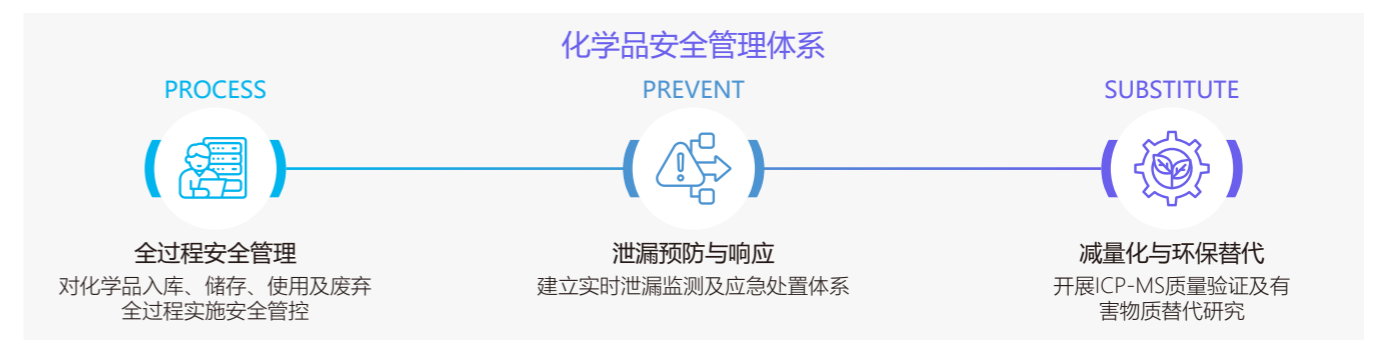 化学品安全管理体系
PROCESS
PREVENT
SUBSTITUTE
全过程安全管理
对化学品入库、储存、使用及废弃
全过程实施安全管控
泄漏预防与响应
建立实时泄漏监测及应急处置体系
减量化与环保替代
开展ICP-MS质量验证及有
害物质替代研究